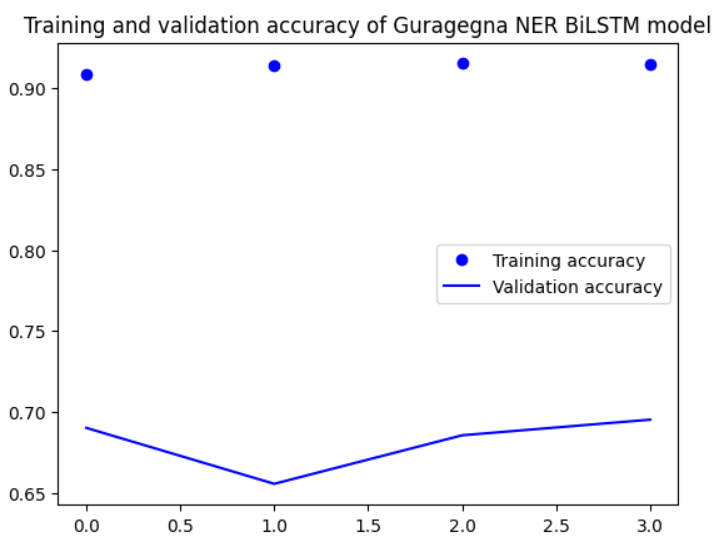 Training and validation accuracy of Guragegna NER BiLSTM model
0.90
0.85
0.80
Training accuracy
Validation accuracy
0.75
0.70
0.65
0.0 0.5 1.0 1.5 2.0 2.5 3.0